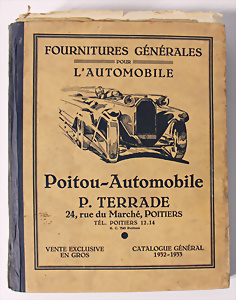 FOURNITURES GÉNÉRALES
POUR
L'AUTOMOBILE
Poitou-Automobile
P. TERRADE
24, rue du Marché, POITIERS
TÉL. POITIERS 12.14
VENTE EXCLUSIVE
EN GROS
CATALOGUE GÉNÉRAL
1932-1933